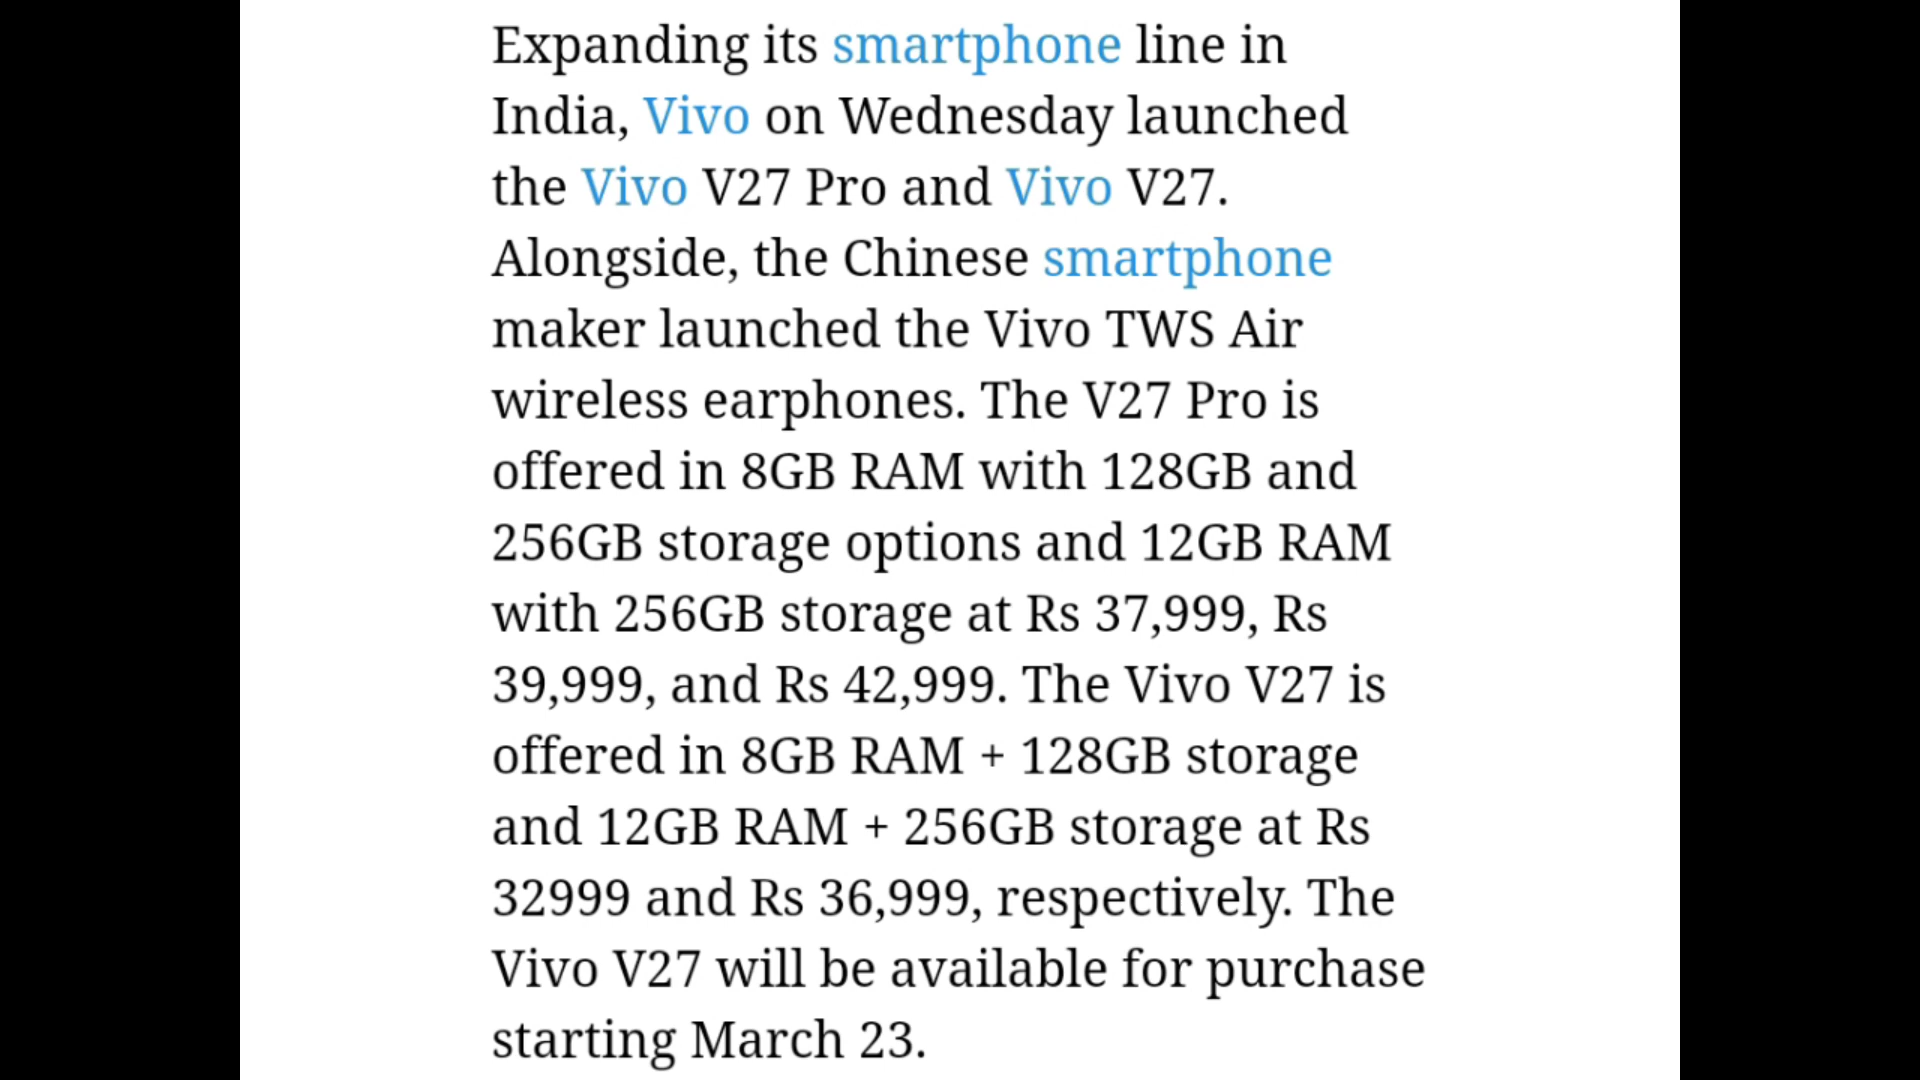 Expanding its smartphone line in
India, Vivo on Wednesday launched
the Vivo V27 Pro and Vivo V27.
Alongside, the Chinese smartphone
maker launched the Vivo TWS Air
wireless earphones. The V27 Pro is
offered in 8GB RAM with 128GB and
256GB storage options and 12GB RAM
with 256GB storage at Rs 37,999, Rs
39,999, and Rs 42,999. The Vivo V27 is
offered in 8GB RAM + 128GB storage
and 12GB RAM + 256GB storage at Rs
32999 and Rs 36,999, respectively. The
Vivo V27 will be available for purchase
starting March 23.